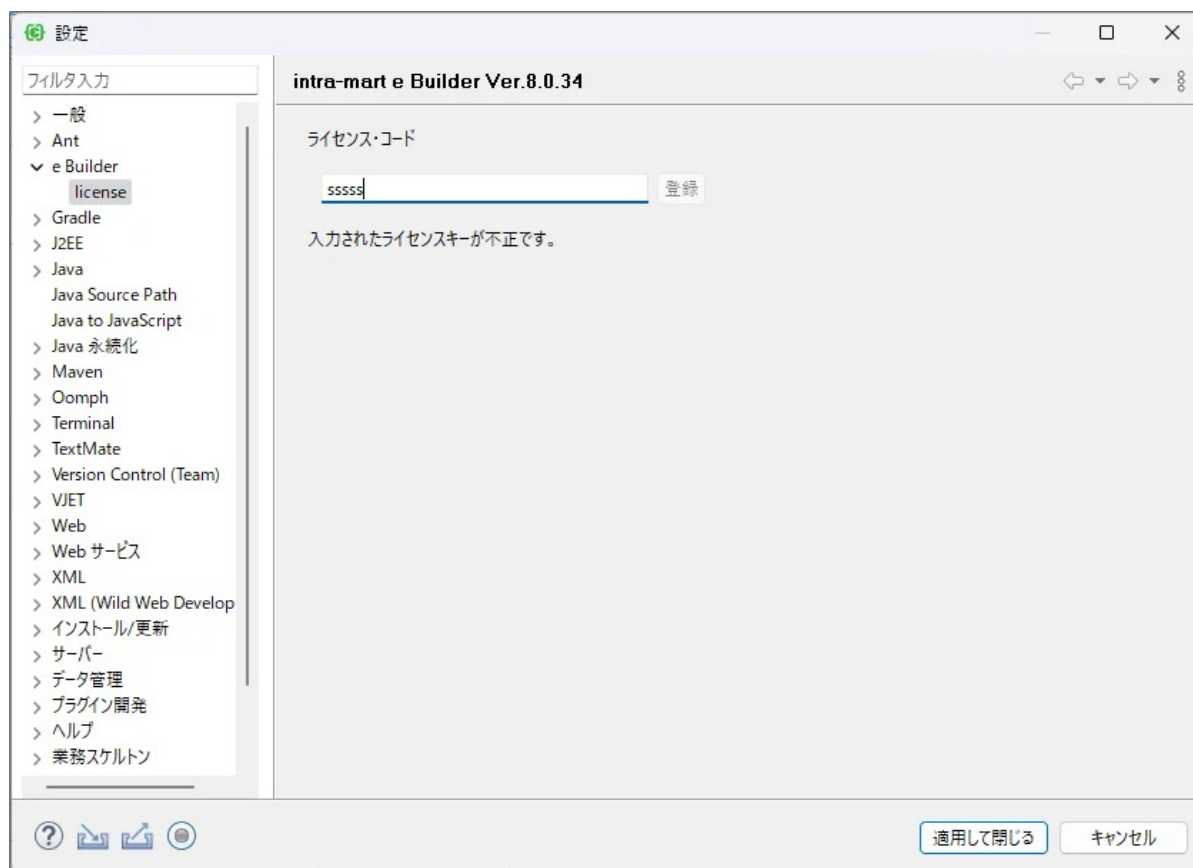 設定
フィルタ入力
一般
Ant
e Builder
license
Gradle
J2EE
Java
Java Source Path
Java to JavaScript
Java 永続化
Maven
Oomph
Terminal
TextMate
Version Control (Team)
VJET
Web
Web サービス
XML
XML (Wild Web Develop
インストール/更新
サーバー
データ管理
プラグイン開発
ヘルプ
業務スケルトン
intra-mart e Builder Ver.8.0.34
ライセンス・コード
sssss
登録
入力されたライセンスキーが不正です。
適用して閉じる
キャンセル